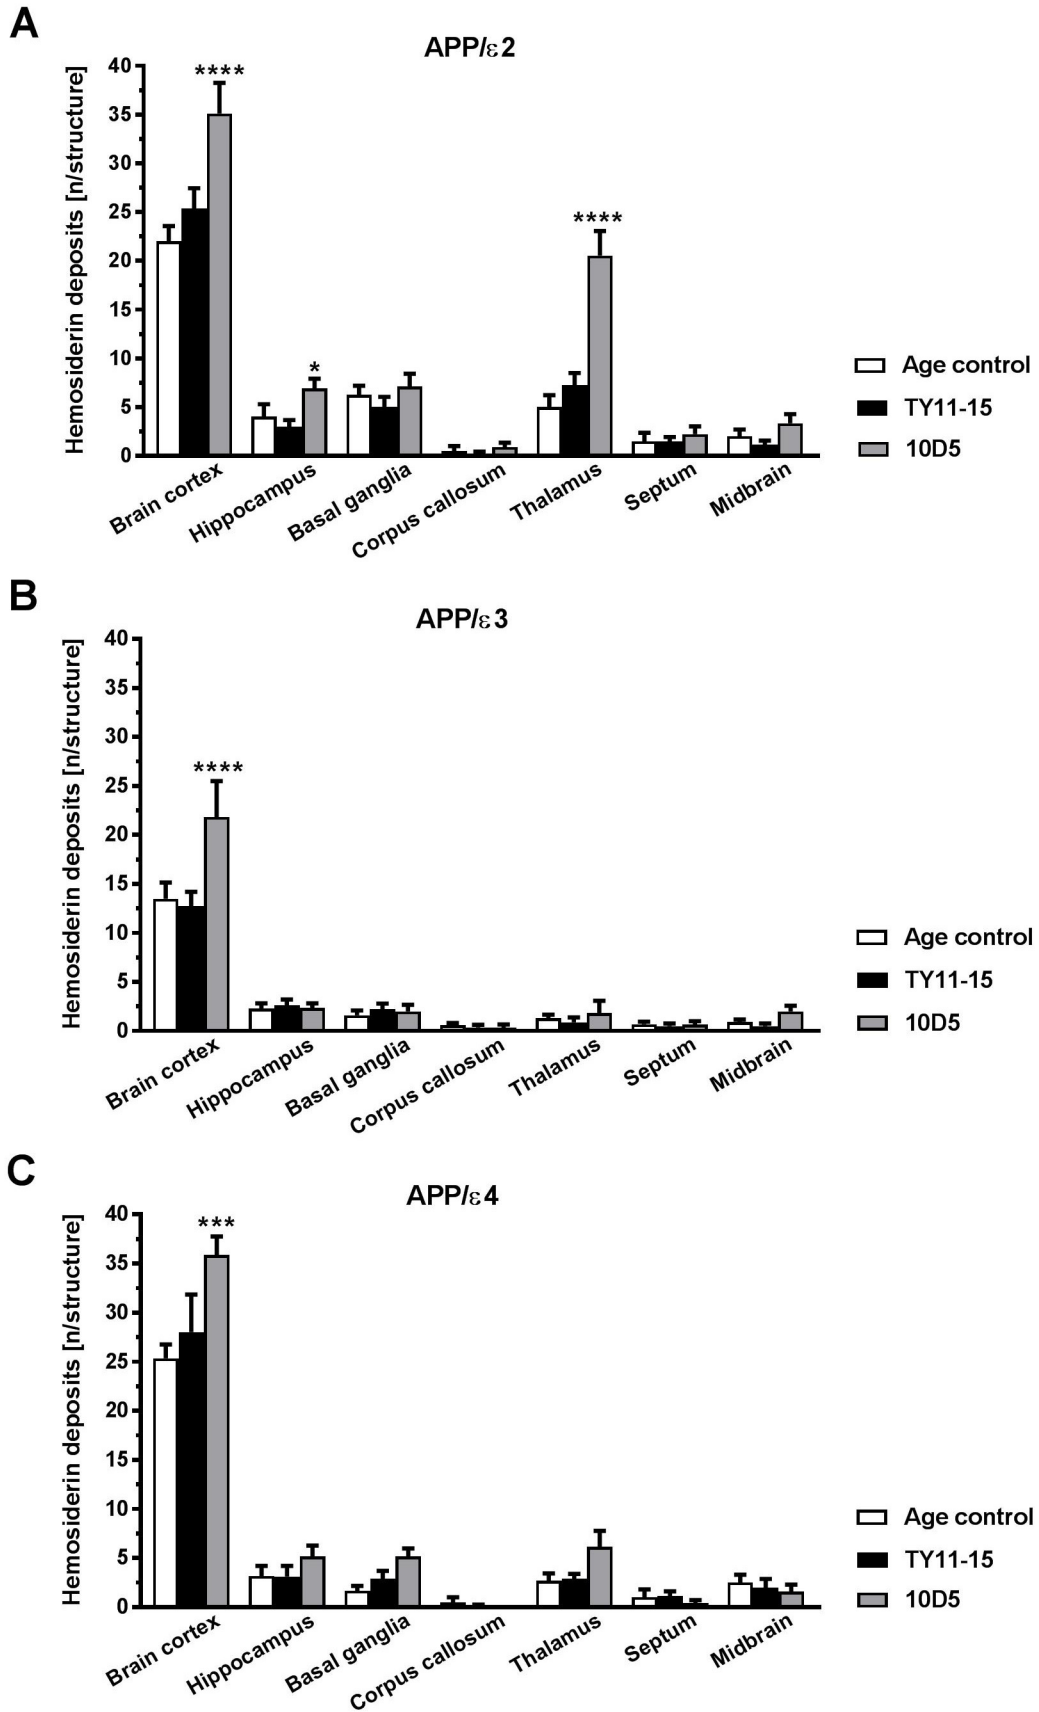 A
APP/ε2
Hemosiderin deposits [n/structure]
40
35
30
25
20
15
10
5
0
****
*
****
Brain cortex
Hippocampus
Basal ganglia
Corpus callosum
Thalamus
Septum
Midbrain
Age control
TY11-15
10D5
B
APP/ε3
Hemosiderin deposits [n/structure]
40
35
30
25
20
15
10
5
0
****
Brain cortex
Hippocampus
Basal ganglia
Corpus callosum
Thalamus
Septum
Midbrain
Age control
TY11-15
10D5
C
APP/ε4
Hemosiderin deposits [n/structure]
40
35
30
25
20
15
10
5
0
***
Brain cortex
Hippocampus
Basal ganglia
Corpus callosum
Thalamus
Septum
Midbrain
Age control
TY11-15
10D5